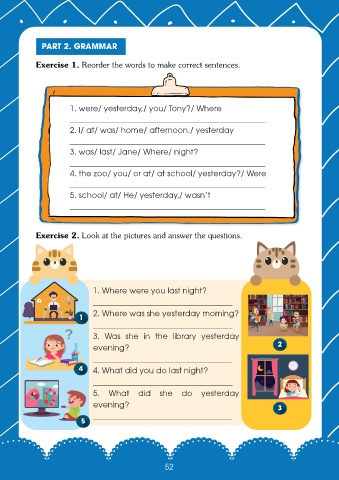 PART 2. GRAMMAR
Exercise 1. Reorder the words to make correct sentences.
1. were/ yesterday,/ you/ Tony?/ Where
2. I/ at/ was/ home/ afternoon./ yesterday
3. was/ last/ Jane/ Where/ night?
4. the zoo/ you/ or at/ at school/ yesterday?/ Were
5. school/ at/ He/ yesterday./ wasn't
Exercise 2. Look at the pictures and answer the questions.
1. Where were you last night?
2. Where was she yesterday morning?
3. Was she in the library yesterday
evening?
4. What did you do last night?
5. What did she do yesterday
evening?
1
?
4
5
2
3
52